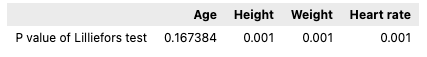 Age Height Weight Heart rate
P value of Lilliefors test 0.167384 0.001 0.001 0.001